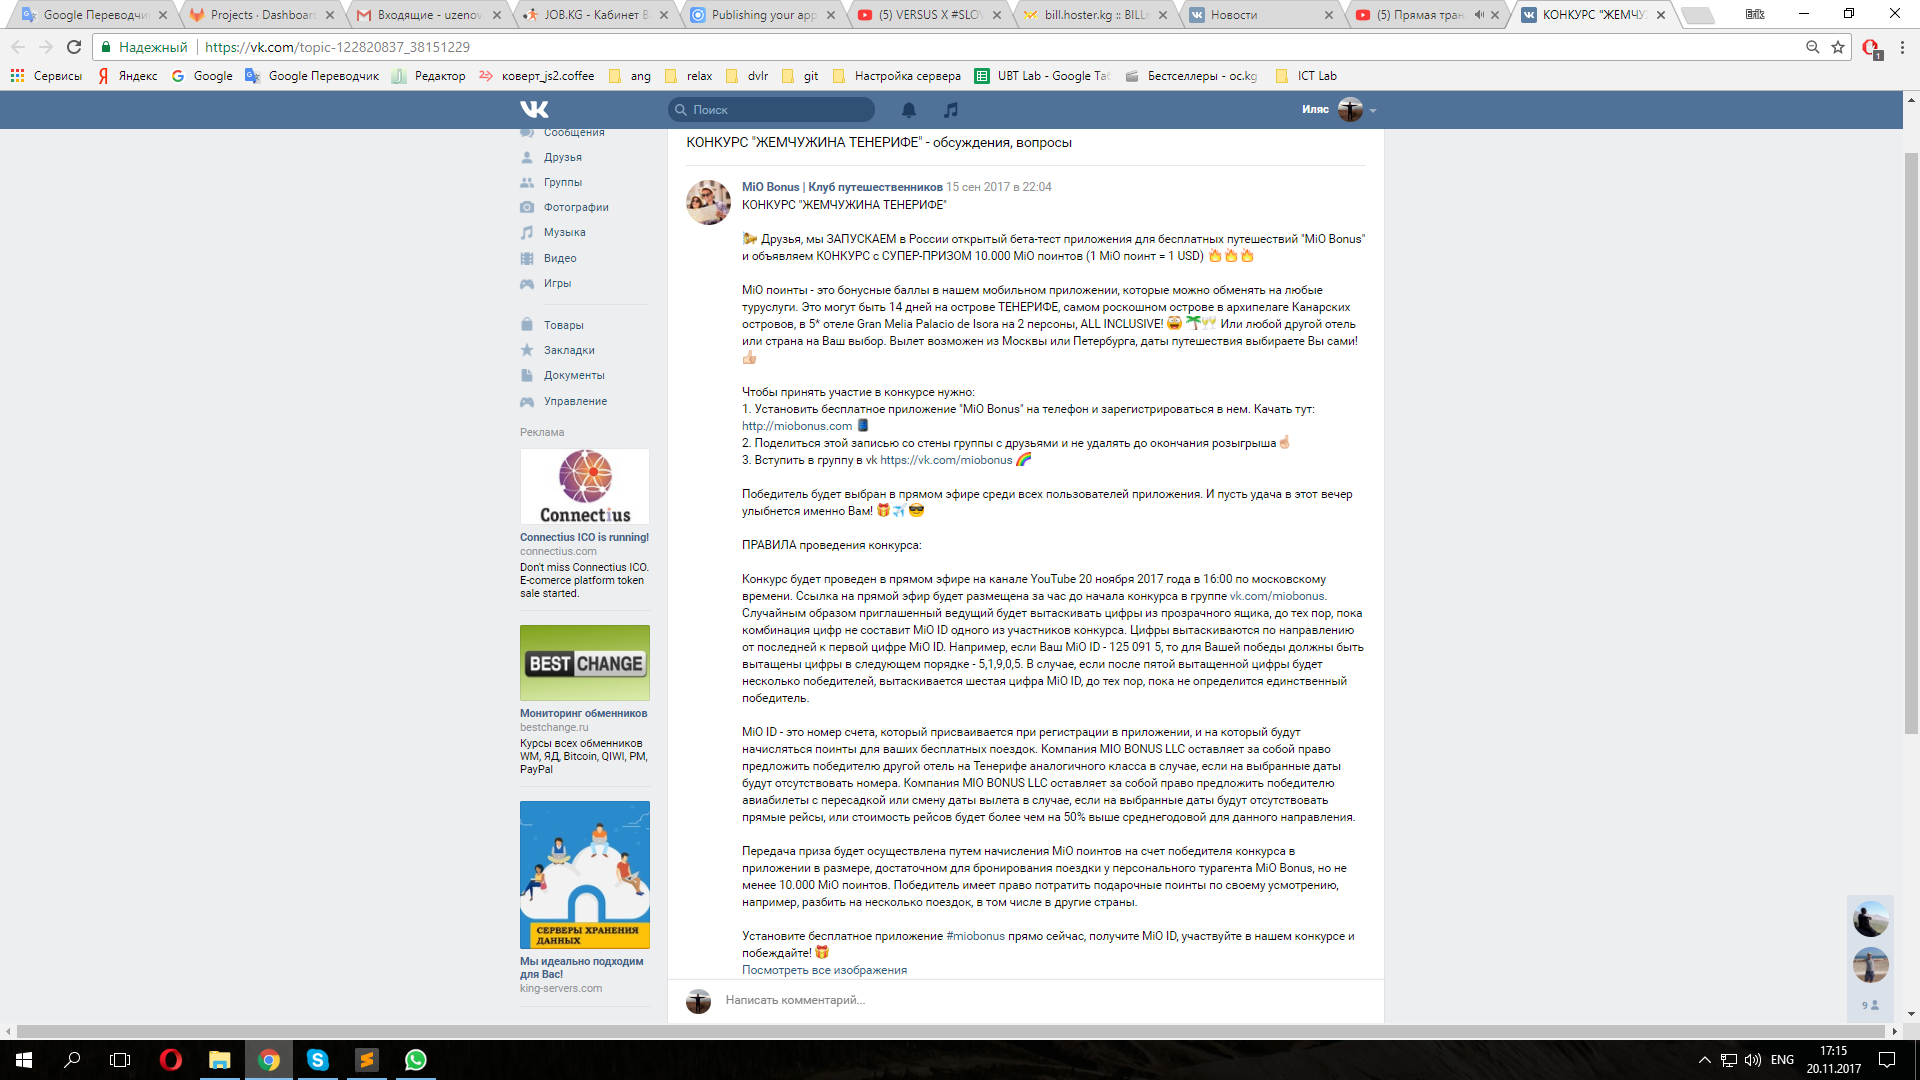 Google Переводчик
Projects · Dashboard
Входящие - uzenov
JOB.KG - Кабинет В
Publishing your app
(5) VERSUS X #SLOV
bill.hoster.kg :: BILL
Новости
(5) Прямая тран
КОНКУРС "ЖЕМЧУ
Erik
Надежный
https://vk.com/topic-122820837_38151229
1
Сервисы
Яндекс
Google
Google Переводчик
Редактор
коверт_js2.coffee
ang
relax
dvlr
git
Настройка сервера
UBT Lab - Google Таб
Бестселлеры - oc.kg
ICT Lab
Поиск
Иляс
Сообщения
Друзья
Группы
Фотографии
Музыка
Видео
Игры
Товары
Закладки
Документы
Управление
Реклама
Connectius
Connectius ICO is running!
connectius.com
Don't miss Connectius ICO.
E-comerce platform token
sale started.
BEST CHANGE
Мониторинг обменников
bestchange.ru
Курсы всех обменников
WM, ЯД, Bitcoin, QIWI, PM,
PayPal
СЕРВЕРЫ ХРАНЕНИЯ
ДАННЫХ
Мы идеально подходим
для Вас!
king-servers.com
КОНКУРС "ЖЕМЧУЖИНА ТЕНЕРИФЕ" - обсуждения, вопросы
MiO Bonus | Клуб путешественников 15 сен 2017 в 22:04
КОНКУРС "ЖЕМЧУЖИНА ТЕНЕРИФЕ"
Друзья, мы ЗАПУСКАЕМ в России открытый бета-тест приложения для бесплатных путешествий "MiO Bonus"
и объявляем КОНКУРС с СУПЕР-ПРИЗОМ 10.000 MiO поинтов (1 MiO поинт = 1 USD) 🔥🔥🔥
MiO поинты - это бонусные баллы в нашем мобильном приложении, которые можно обменять на любые
туруслуги. Это могут быть 14 дней на острове ТЕНЕРИФЕ, самом роскошном острове в архипелаге Канарских
островов, в 5* отеле Gran Melia Palacio de Isora на 2 персоны, ALL INCLUSIVE! Или любой другой отель
или страна на Ваш выбор. Вылет возможен из Москвы или Петербурга, даты путешествия выбираете Вы сами!
Чтобы принять участие в конкурсе нужно:
1. Установить бесплатное приложение "MiO Bonus" на телефон и зарегистрироваться в нем. Качать тут:
http://miobonus.com
2. Поделиться этой записью со стены группы с друзьями и не удалять до окончания розыгрыша
3. Вступить в группу в vk https://vk.com/miobonus
Победитель будет выбран в прямом эфире среди всех пользователей приложения. И пусть удача в этот вечер
улыбнется именно Вам!
ПРАВИЛА проведения конкурса:
Конкурс будет проведен в прямом эфире на канале YouTube 20 ноября 2017 года в 16:00 по московскому
времени. Ссылка на прямой эфир будет размещена за час до начала конкурса в группе vk.com/miobonus.
Случайным образом приглашенный ведущий будет вытаскивать цифры из прозрачного ящика, до тех пор, пока
комбинация цифр не составит MiO ID одного из участников конкурса. Цифры вытаскиваются по направлению
от последней к первой цифре MiO ID. Например, если Ваш MiO ID - 125 091 5, то для Вашей победы должны быть
вытащены цифры в следующем порядке - 5,1,9,0,5. В случае, если после пятой вытащенной цифры будет
несколько победителей, вытаскивается шестая цифра MiO ID, до тех пор, пока не определится единственный
победитель.
MiO ID - это номер счета, который присваивается при регистрации в приложении, и на который будут
начисляться поинты для ваших бесплатных поездок. Компания MIO BONUS LLC оставляет за собой право
предложить победителю другой отель на Тенерифе аналогичного класса в случае, если на выбранные даты
будут отсутствовать номера. Компания MIO BONUS LLC оставляет за собой право предложить победителю
авиабилеты с пересадкой или смену даты вылета в случае, если на выбранные даты будут отсутствовать
прямые рейсы, или стоимость рейсов будет более чем на 50% выше среднегодовой для данного направления.
Передача приза будет осуществлена путем начисления MiO поинтов на счет победителя конкурса в
приложении в размере, достаточном для бронирования поездки у персонального турагента MiO Bonus, но не
менее 10.000 MiO поинтов. Победитель имеет право потратить подарочные поинты по своему усмотрению,
например, разбить на несколько поездок, в том числе в другие страны.
Установите бесплатное приложение #miobonus прямо сейчас, получите MiO ID, участвуйте в нашем конкурсе и
побеждайте!
Посмотреть все изображения
Написать комментарий...
9
ENG
17:15
20.11.2017